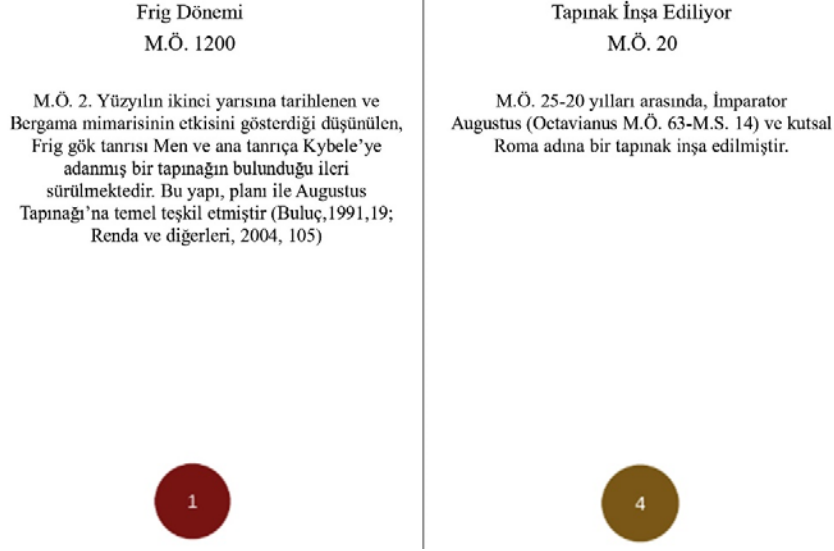 Frig Dönemi
M.Ö. 1200
M.Ö. 2. Yüzyılın ikinci yarısına tarihlenen ve
Bergama mimarisinin etkisini gösterdiği düşünülen,
Frig gök tanrısı Men ve ana tanrıça Kybele’ye
adanmış bir tapınağın bulunduğu ileri
sürülmektedir. Bu yapı, planı ile Augustus
Tapınağı’na temel teşkil etmiştir (Buluç,1991,19;
Renda ve diğerleri, 2004, 105)
1
Tapınak İnşa Ediliyor
M.Ö. 20
M.Ö. 25-20 yılları arasında, İmparator
Augustus (Octavianus M.Ö. 63-M.S. 14) ve kutsal
Roma adına bir tapınak inşa edilmiştir.
4